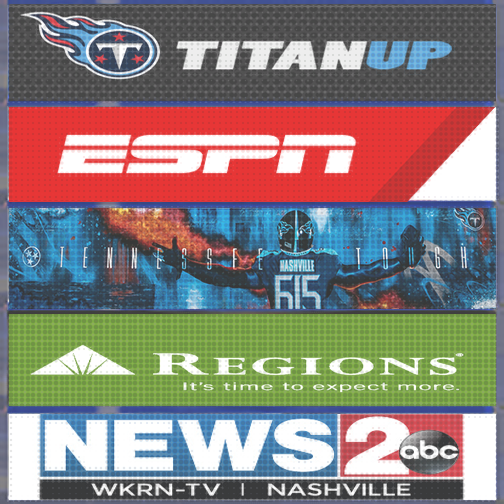 T
TITANUP
ESPN
TENNESSEE TOUGH
NASHVILLE
615
REGIONS®
It's time to expect more.
NEWS 2 abc
WKRN-TV | NASHVILLE